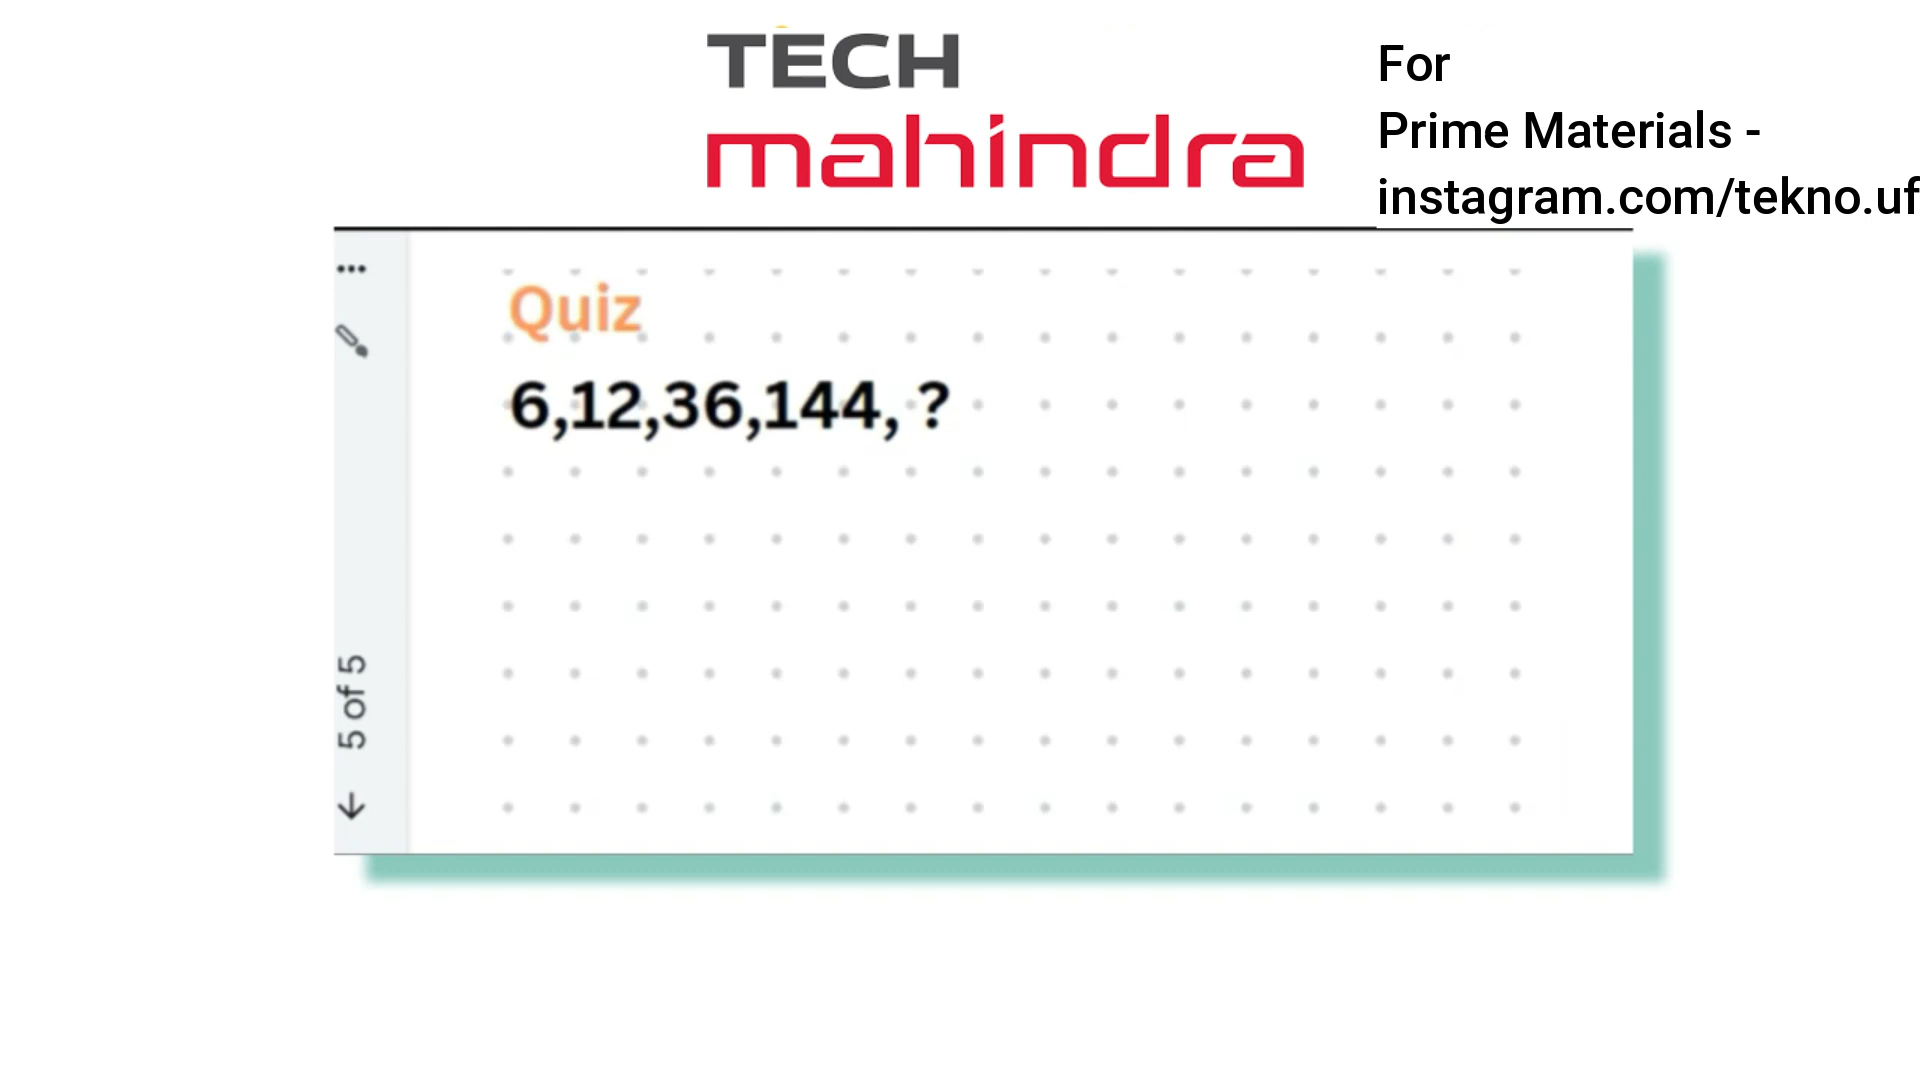 TECH
mahindra
For
Prime Materials -
instagram.com/tekno.uf
Quiz
6,12,36,144, ?
5 of 5